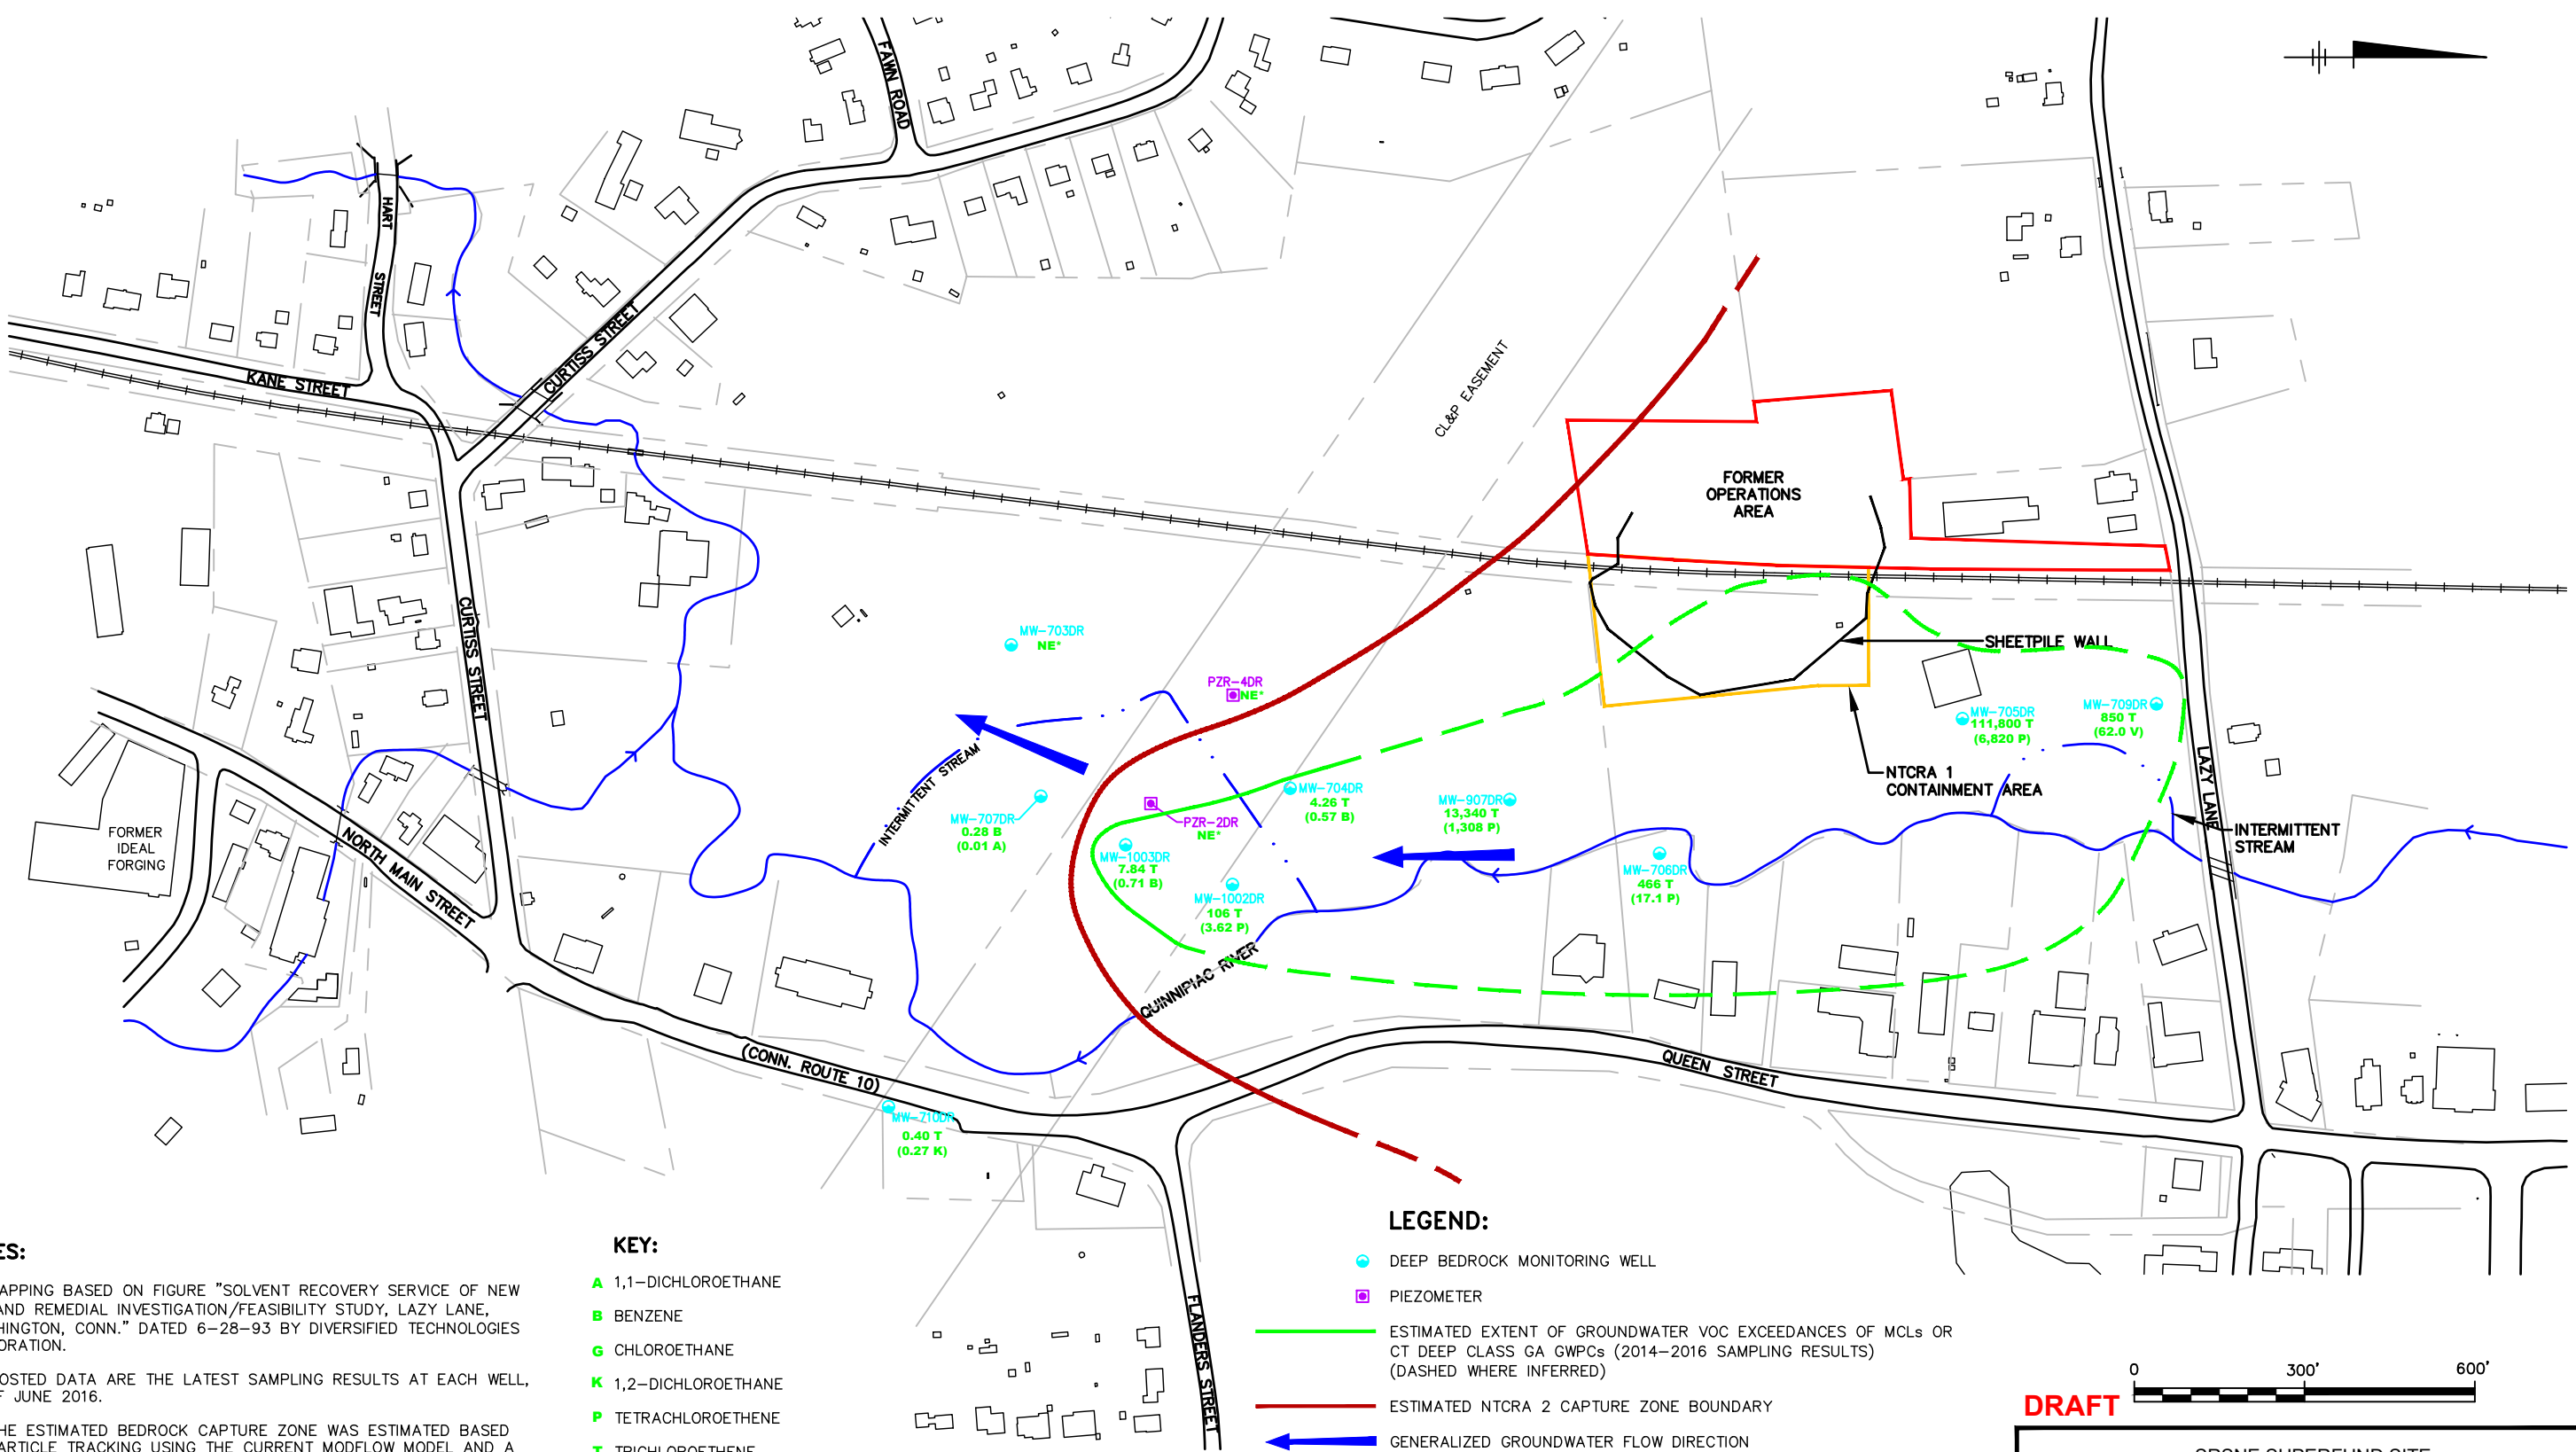 FAWN ROAD
HART
STREET
KANE STREET
CURTISS STREET
CURTISS STREET
CL&P EASEMENT
FORMER
OPERATIONS
AREA
SHEETPILE WALL
MW-703DR
NE*
PZR-4DR
NE*
MW-705DR
111,800 T
(6,820 P)
MW-709DR
850 T
(62.0 V)
LAZY LANE
NTCRA 1
CONTAINMENT AREA
INTERMITTENT
STREAM
INTERMITTENT STREAM
MW-704DR
4.26 T
(0.57 B)
MW-907DR
13,340 T
(1,308 P)
MW-707DR
0.28 B
(0.01 A)
PZR-2DR
NE*
MW-1003DR
7.84 T
(0.71 B)
MW-1002DR
106 T
(3.62 P)
MW-706DR
466 T
(17.1 P)
FORMER
IDEAL
FORGING
NORTH MAIN STREET
QUINNIPIAC RIVER
(CONN. ROUTE 10)
QUEEN STREET
MW-710DR
0.40 T
(0.27 K)
FLANDERS STREET
ES:
APPING BASED ON FIGURE "SOLVENT RECOVERY SERVICE OF NEW
AND REMEDIAL INVESTIGATION/FEASIBILITY STUDY, LAZY LANE,
HINGTON, CONN." DATED 6-28-93 BY DIVERSIFIED TECHNOLOGIES
ORATION.
OSTED DATA ARE THE LATEST SAMPLING RESULTS AT EACH WELL,
F JUNE 2016.
HE ESTIMATED BEDROCK CAPTURE ZONE WAS ESTIMATED BASED
ARTICLE TRACKING USING THE CURRENT MODFLOW MODEL AND A
KEY:
A 1,1-DICHLOROETHANE
B BENZENE
G CHLOROETHANE
K 1,2-DICHLOROETHANE
P TETRACHLOROETHENE
T TRICHLOROETHENE
LEGEND:
DEEP BEDROCK MONITORING WELL
PIEZOMETER
ESTIMATED EXTENT OF GROUNDWATER VOC EXCEEDANCES OF MCLs OR
CT DEEP CLASS GA GWPCs (2014-2016 SAMPLING RESULTS)
(DASHED WHERE INFERRED)
ESTIMATED NTCRA 2 CAPTURE ZONE BOUNDARY
GENERALIZED GROUNDWATER FLOW DIRECTION
0 300' 600'
DRAFT